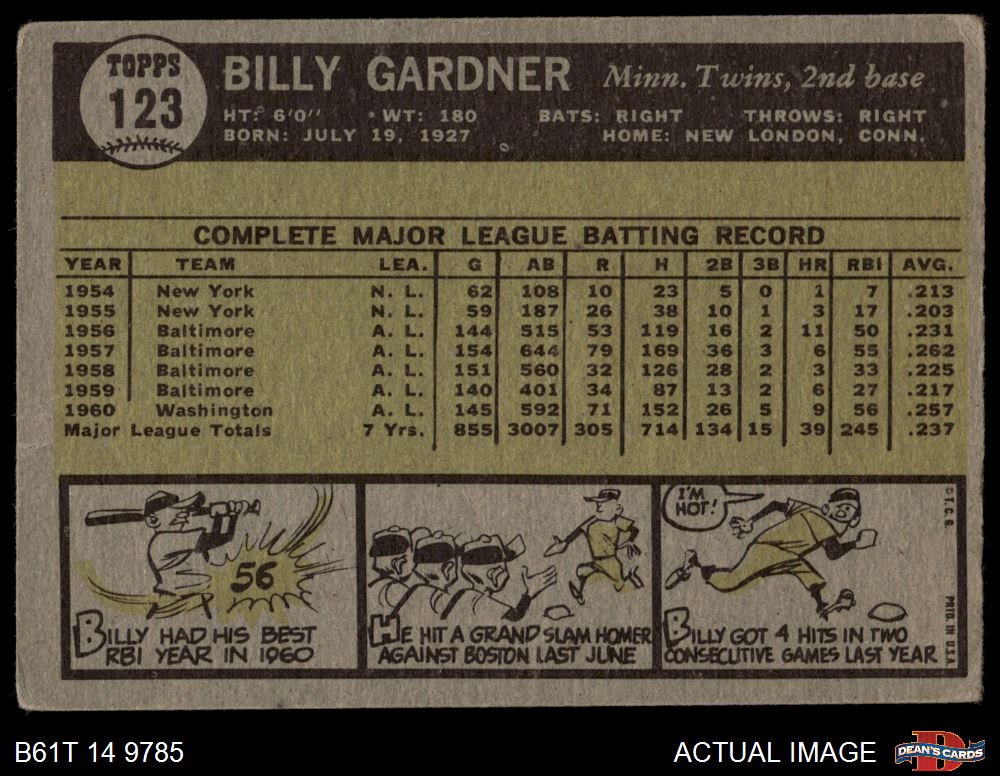 TOPPS
123
BILLY GARDNER Minn. Twins, 2nd base
HT: 6'0" • WT: 180 BATS: RIGHT THROWS: RIGHT
BORN: JULY 19, 1927 HOME: NEW LONDON, CONN.
COMPLETE MAJOR LEAGUE BATTING RECORD
YEAR TEAM LEA. G AB R H 2B 3B HR RBI AVG.
1954 New York N. L. 62 108 10 23 5 0 1 7 .213
1955 New York N. L. 59 187 26 38 10 1 3 17 .203
1956 Baltimore A. L. 144 515 53 119 16 2 11 50 .231
1957 Baltimore A. L. 154 644 79 169 36 3 6 55 .262
1958 Baltimore A. L. 151 560 32 126 28 2 3 33 .225
1959 Baltimore A. L. 140 401 34 87 13 2 6 27 .217
1960 Washington A. L. 145 592 71 152 26 5 9 56 .257
Major League Totals 7 Yrs. 855 3007 305 714 134 15 39 245 .237
56
BILLY HAD HIS BEST
RBI YEAR IN 1960
HE HIT A GRAND SLAM HOMER
AGAINST BOSTON LAST JUNE
I'M
HOT!
BILLY GOT 4 HITS IN TWO
CONSECUTIVE GAMES LAST YEAR
© T. C. G.
PRTD. IN U.S.A.
B61T 14 9785
ACTUAL IMAGE
DEAN'S CARDS